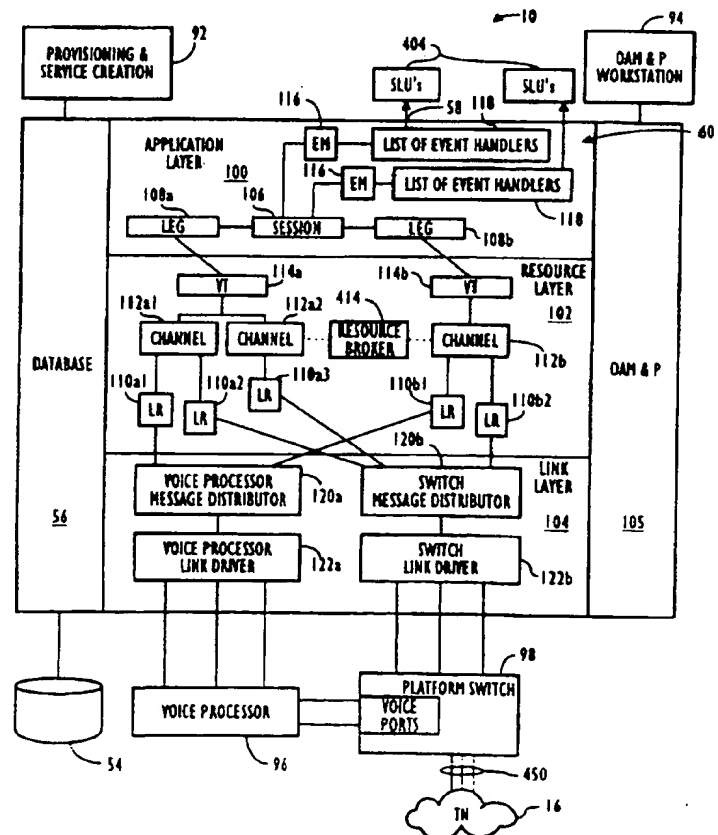 10
92
PROVISIONING & SERVICE CREATION
404
94
OAM & P WORKSTATION
SLU's
SLU's
116
58
118
60
EM
LIST OF EVENT HANDLERS
APPLICATION LAYER
100
116
EM
LIST OF EVENT HANDLERS
118
108a
106
LEG
SESSION
LEG
108b
114a
114b
RESOURCE LAYER
VT
VT
102
112a1
112a2
414
CHANNEL
CHANNEL
RESOURCE BROKER
CHANNEL
112b
DATABASE
OAM & P
110a1
110a2
110a3
110b1
110b2
LR
LR
LR
LR
LR
120b
LINK LAYER
VOICE PROCESSOR MESSAGE DISTRIBUTOR
SWITCH MESSAGE DISTRIBUTOR
120a
56
104
105
VOICE PROCESSOR LINK DRIVER
SWITCH LINK DRIVER
122a
122b
98
PLATFORM SWITCH
VOICE PROCESSOR
VOICE PORTS
54
96
450
TN
16